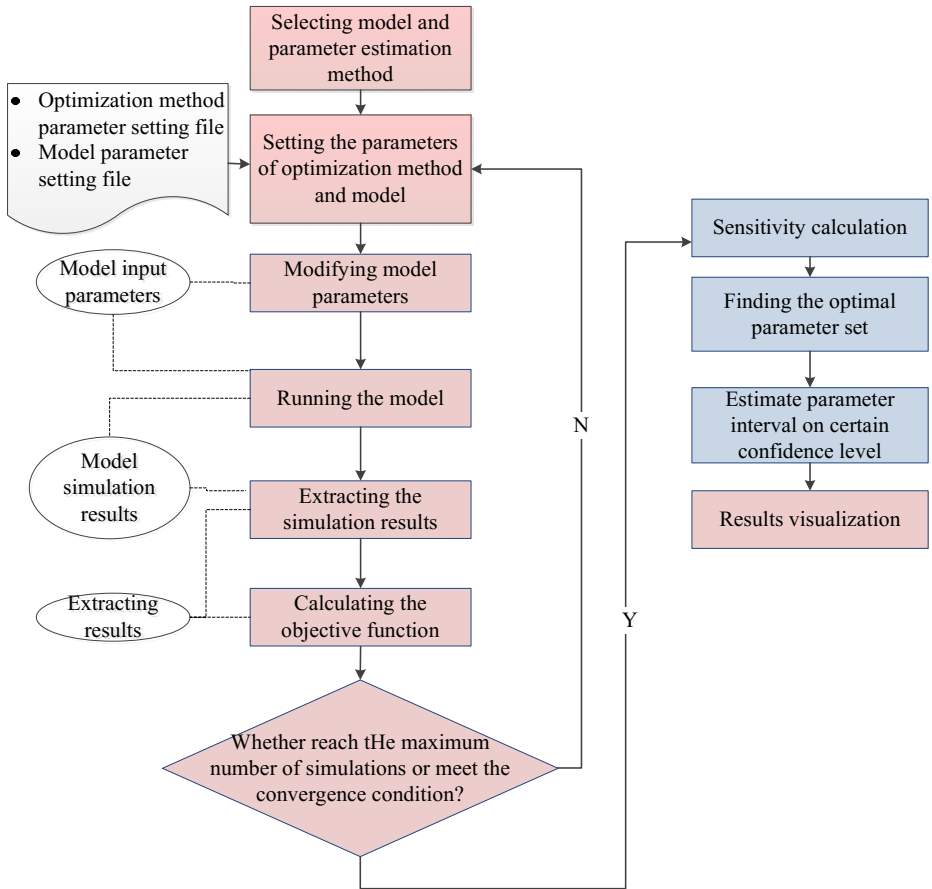 Selecting model and
parameter estimation
method
● Optimization method
parameter setting file
● Model parameter
setting file
Setting the parameters
of optimization method
and model
Model input
parameters
Modifying model
parameters
Running the model
Model
simulation
results
Extracting the
simulation results
Extracting
results
Calculating the
objective function
Whether reach tHe maximum
number of simulations or meet the
convergence condition?
N
Y
Sensitivity calculation
Finding the optimal
parameter set
Estimate parameter
interval on certain
confidence level
Results visualization